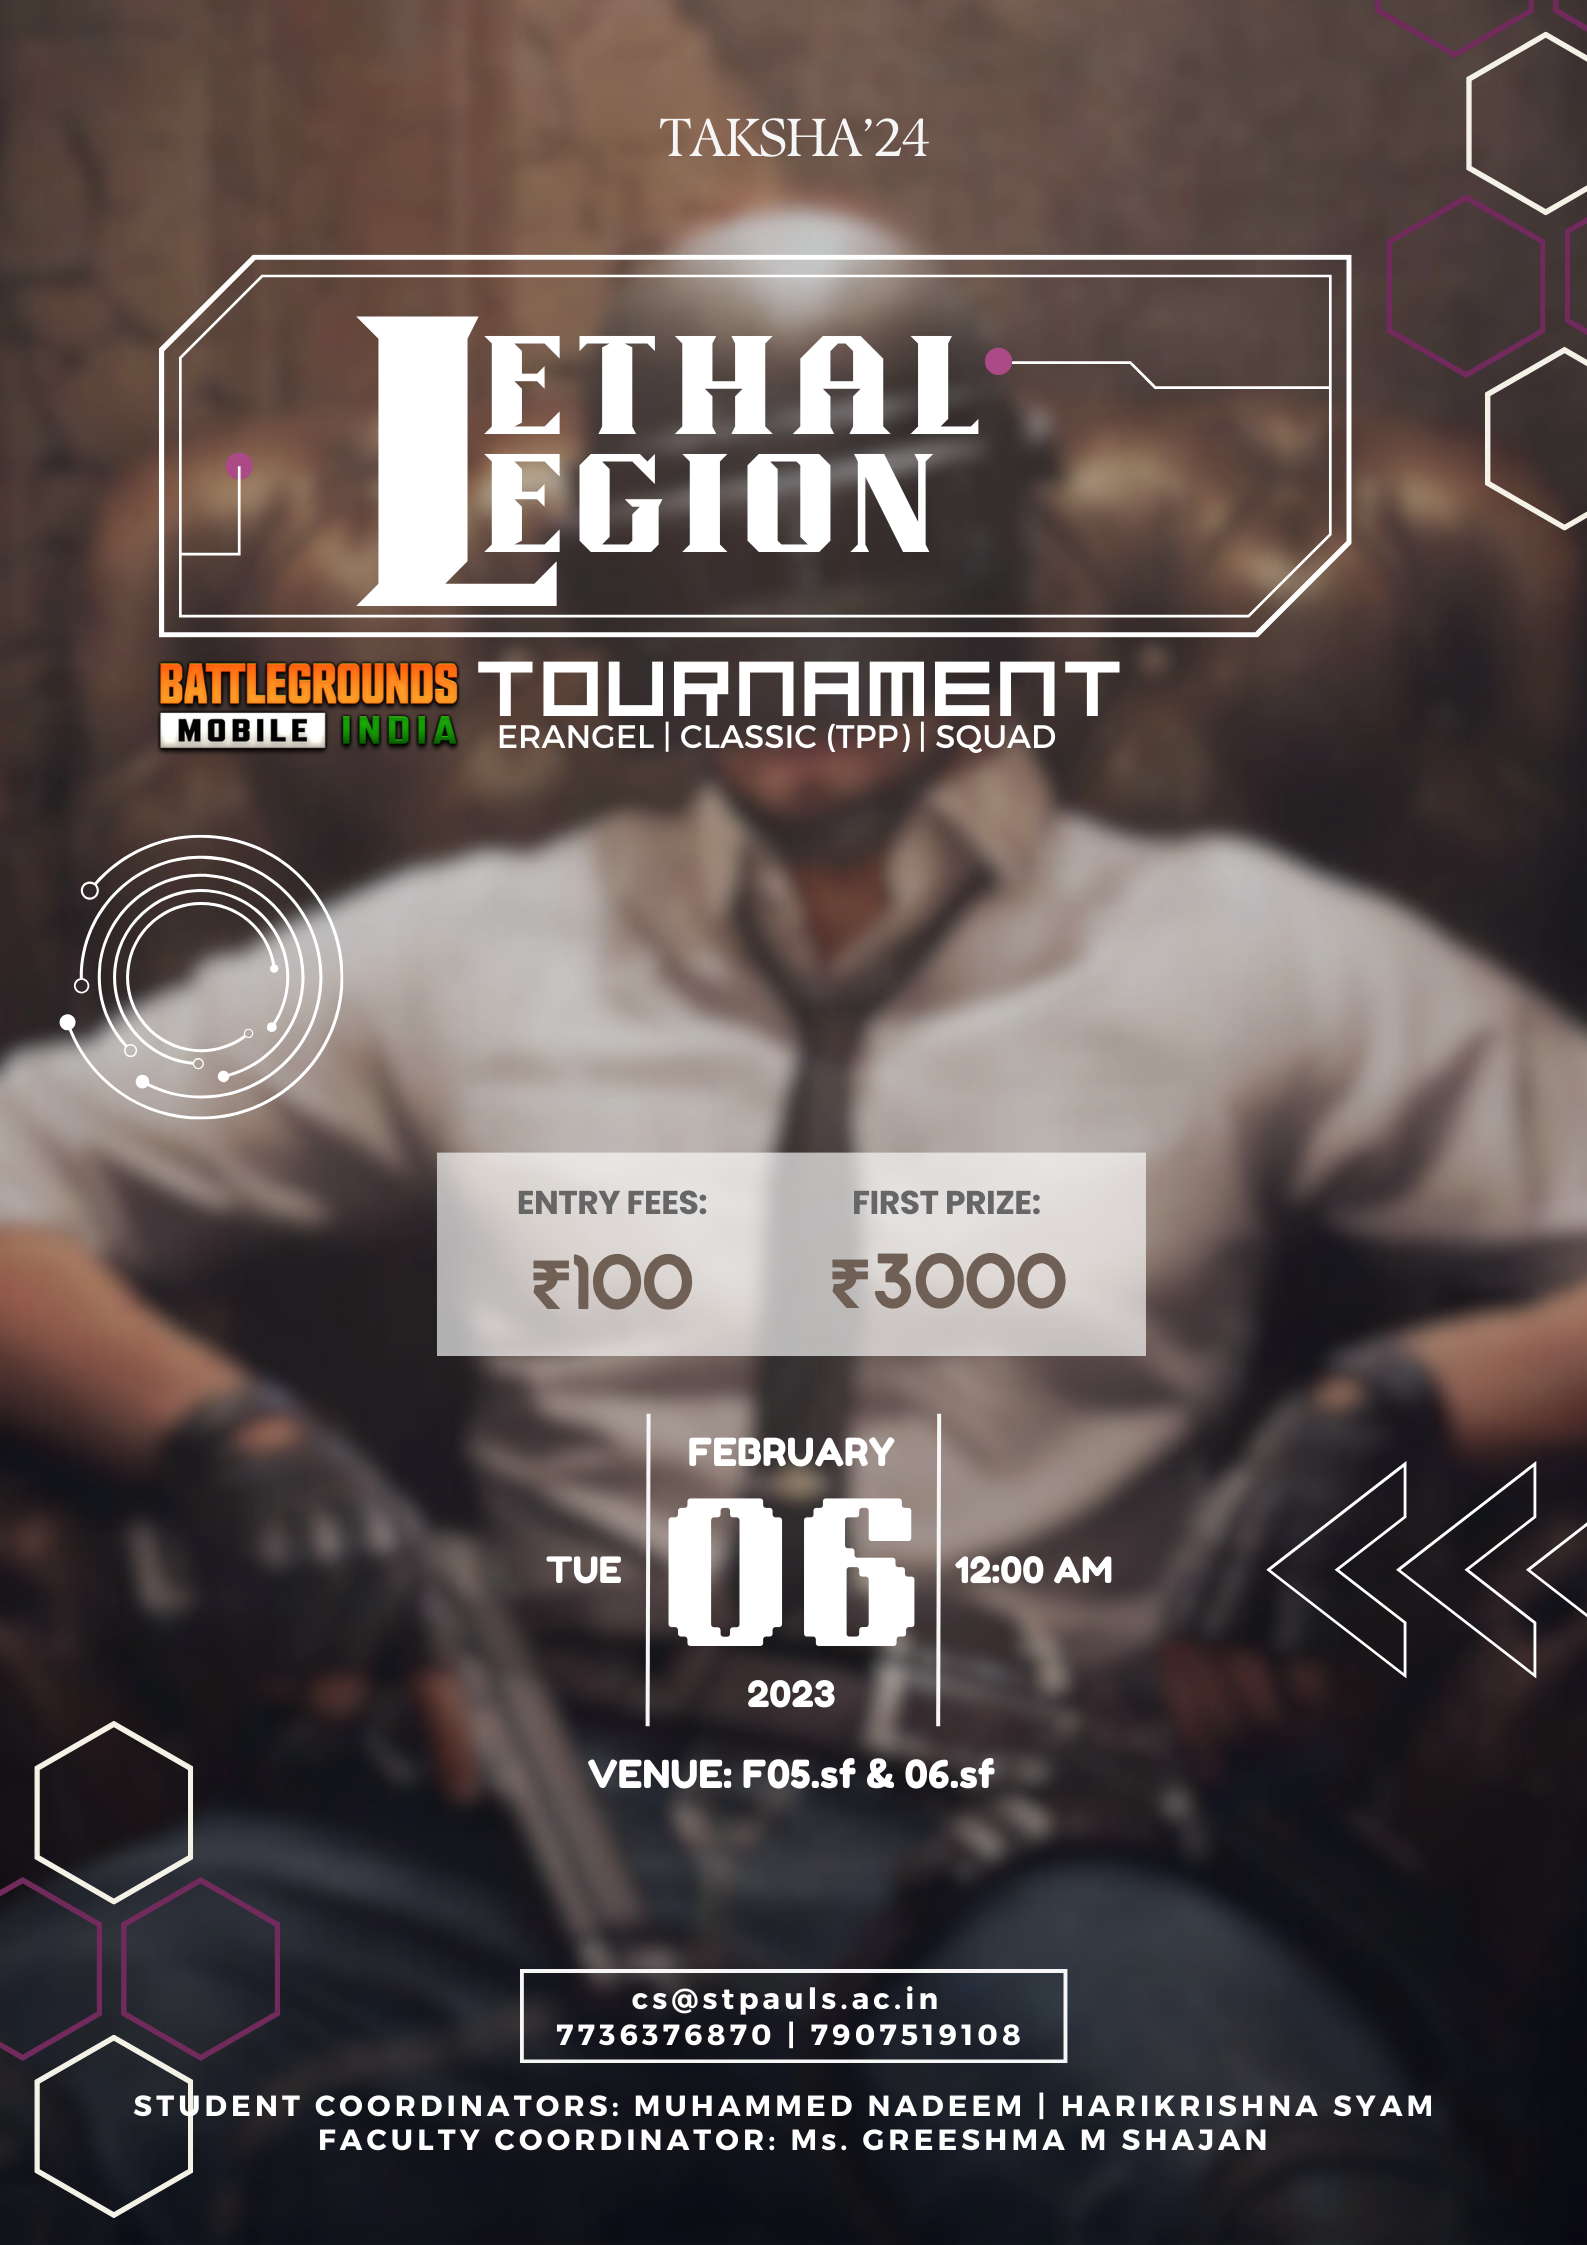 TAKSHA'24
LETHAL
LEGION
BATTLEGROUNDS
MOBILE INDIA
TOURNAMENT
ERANGEL | CLASSIC (TPP) | SQUAD
ENTRY FEES:
₹100
FIRST PRIZE:
₹3000
FEBRUARY
TUE
06
12:00 AM
2023
VENUE: F05.sf & 06.sf
cs@stpauls.ac.in
7736376870 | 7907519108
STUDENT COORDINATORS: MUHAMMED NADEEM | HARIKRISHNA SYAM
FACULTY COORDINATOR: Ms. GREESHMA M SHAJAN